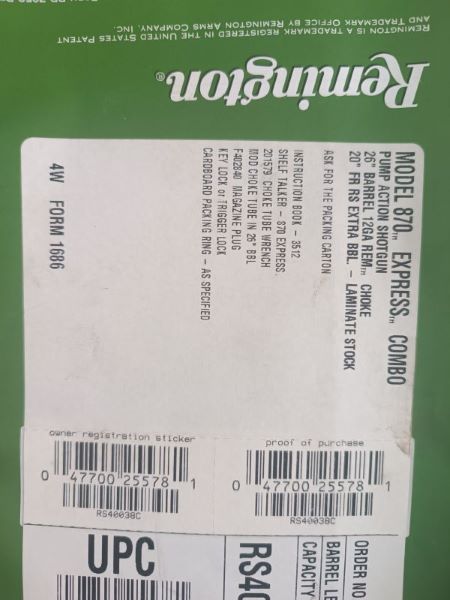 Remington®
REMINGTON IS A TRADEMARK REGISTERED IN THE UNITED STATES PATENT
AND TRADEMARK OFFICE BY REMINGTON ARMS COMPANY, INC.
MODEL 870™ EXPRESS™ COMBO
PUMP ACTION SHOTGUN
26" BARREL 12GA REM™ CHOKE
20" FR RS EXTRA BBL - LAMINATE STOCK
ASK FOR THE PACKING CARTON
INSTRUCTION BOOK - 3512
SHELF TALKER - 870 EXPRESS.
201579 CHOKE TUBE WRENCH
MOD CHOKE TUBE IN 26" BBL
F402840 MAGAZINE PLUG
KEY LOCK or TRIGGER LOCK
CARDBOARD PACKING RING - AS SPECIFIED
4W FORM 1686
owner registration sticker
0 47700 25578 1
RS40038C
proof of purchase
0 47700 25578 1
RS40038C
UPC
RS40
ORDER NO
BARREL LE
CAPACITY